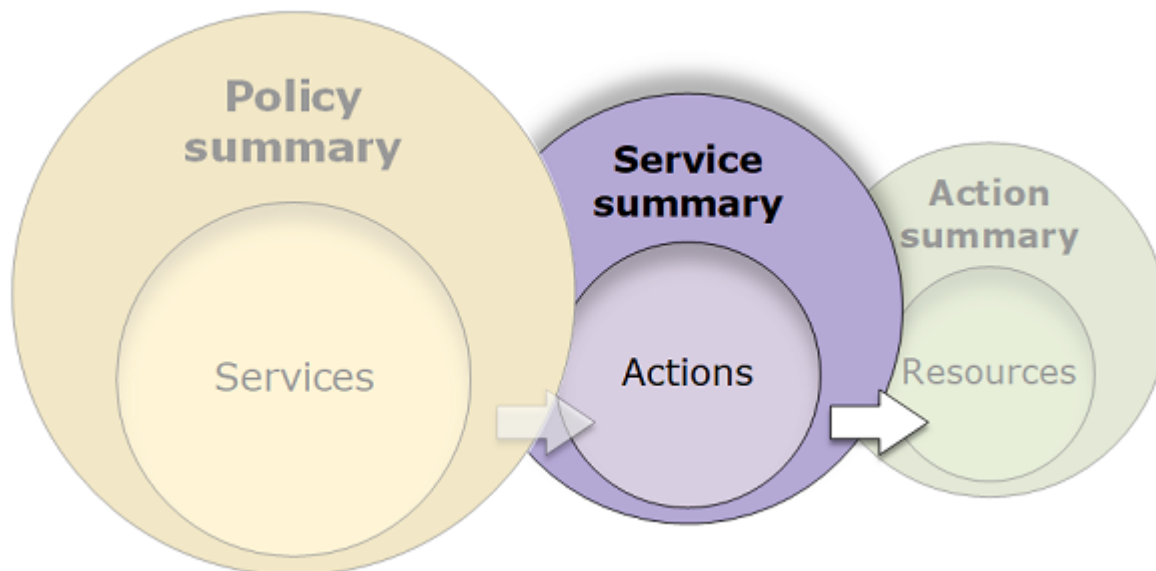 Policy
summary
Services
Service
summary
Actions
Action
summary
Resources